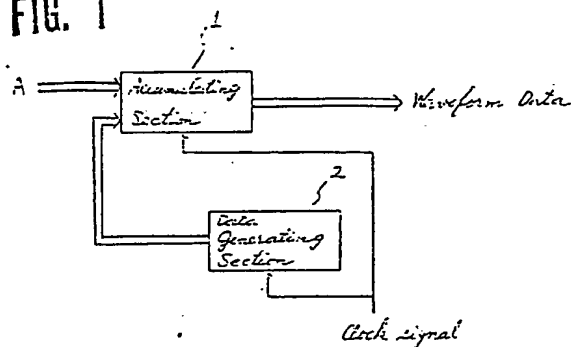 FIG. 1
1
A
Accumulating
Section
Waveform Data
2
Data
Generating
Section
Clock signal